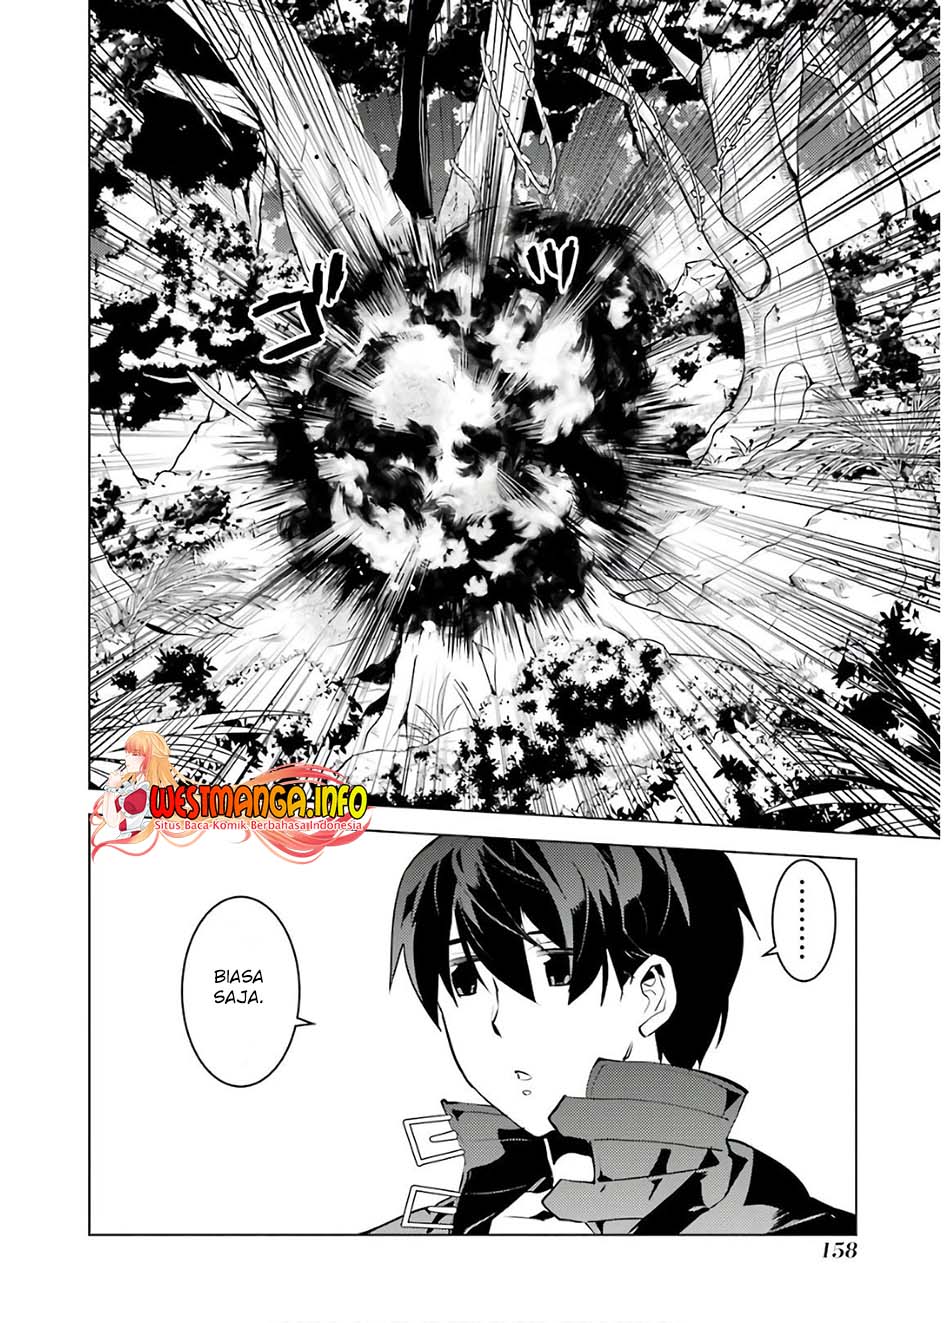 ゴッ
WESTMANGA.INFO
Situs Baca Komik Berbahasa Indonesia
.........
BIASA
SAJA.
158